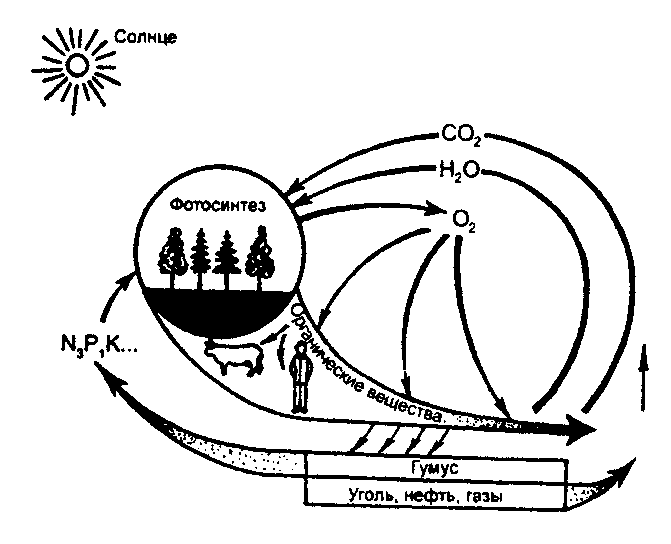 Солнце
CO₂
H₂O
Фотосинтез
O₂
N₃P₁K...
Органические вещества
Гумус
Уголь, нефть, газы